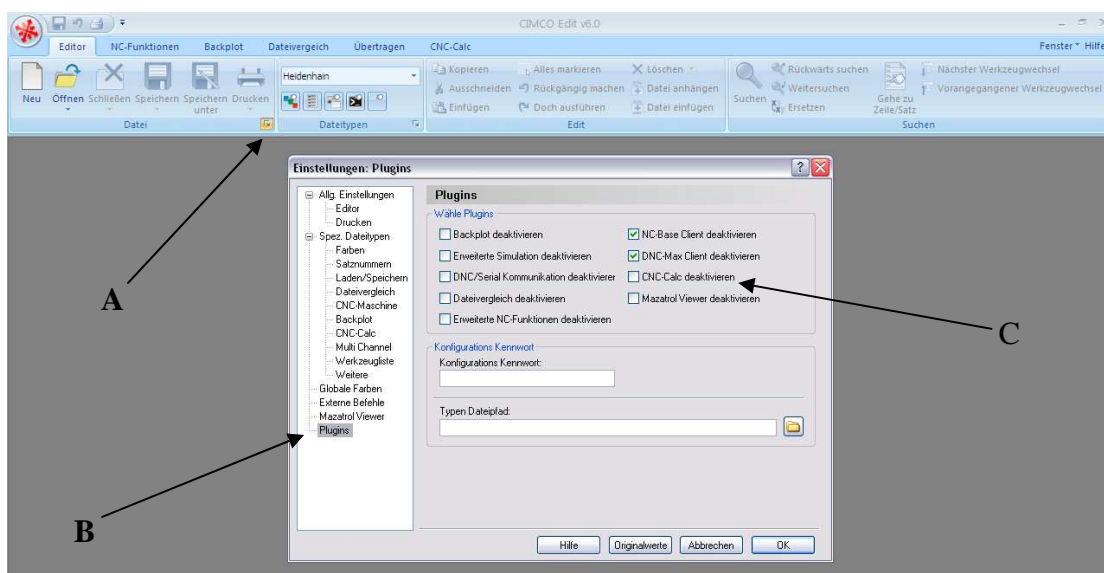 CIMCO Edit v6.0
Editor NC-Funktionen Backplot Dateivergeich Übertragen CNC-Calc Fenster Hilfe
Neu Öffnen Schließen Speichern Speichern unter Drucken
Datei
Heidenhain
Dateitypen
Kopieren Alles markieren Löschen
Ausschneiden Rückgängig machen Datei anhängen
Einfügen Doch ausführen Datei einfügen
Edit
Suchen
Rückwärts suchen
Weitersuchen
Ersetzen
Gehe zu
Zeile/Satz
Nächster Werkzeugwechsel
Vorangegangener Werkzeugwechsel
Suchen
A
Einstellungen: Plugins
Allg. Einstellungen
Editor
Drucken
Spez. Dateitypen
Farben
Satznummern
Laden/Speichern
Dateivergleich
CNC-Maschine
Backplot
CNC-Calc
Multi Channel
Werkzeugliste
Weitere
Globale Farben
Externe Befehle
Mazatrol Viewer
Plugins
B
Plugins
Wähle Plugins
Backplot deaktivieren NC-Base Client deaktivieren
Erweiterte Simulation deaktivieren DNC-Max Client deaktivieren
DNC/Serial Kommunikation deaktivierer CNC-Calc deaktivieren
Dateivergleich deaktivieren Mazatrol Viewer deaktivieren
Erweiterte NC-Funktionen deaktivieren
C
Konfigurations Kennwort
Konfigurations Kennwort:
Typen Dateipfad:
Hilfe Originalwerte Abbrechen OK